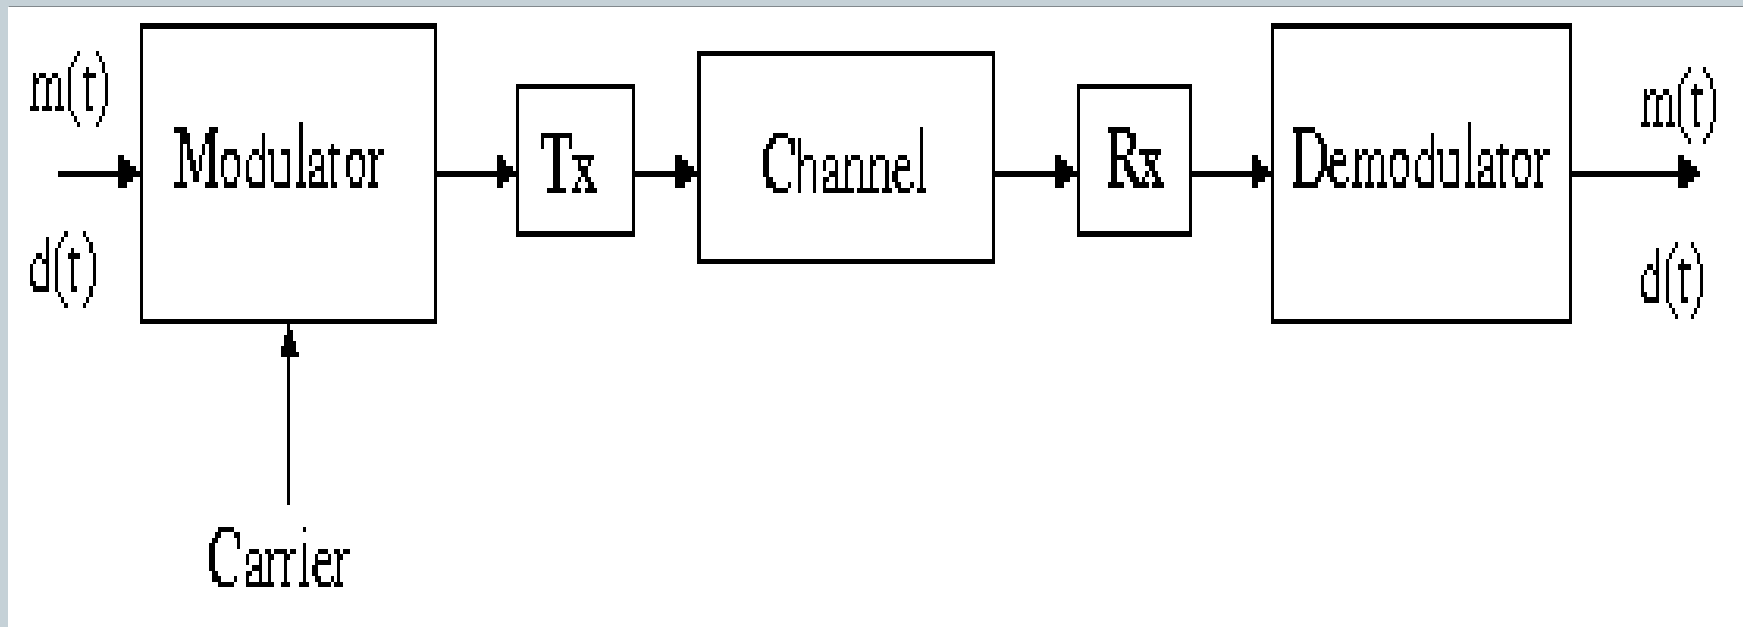 m(t)
d(t)
Modulator
Tx
Channel
Rx
Demodulator
m(t)
d(t)
Carrier